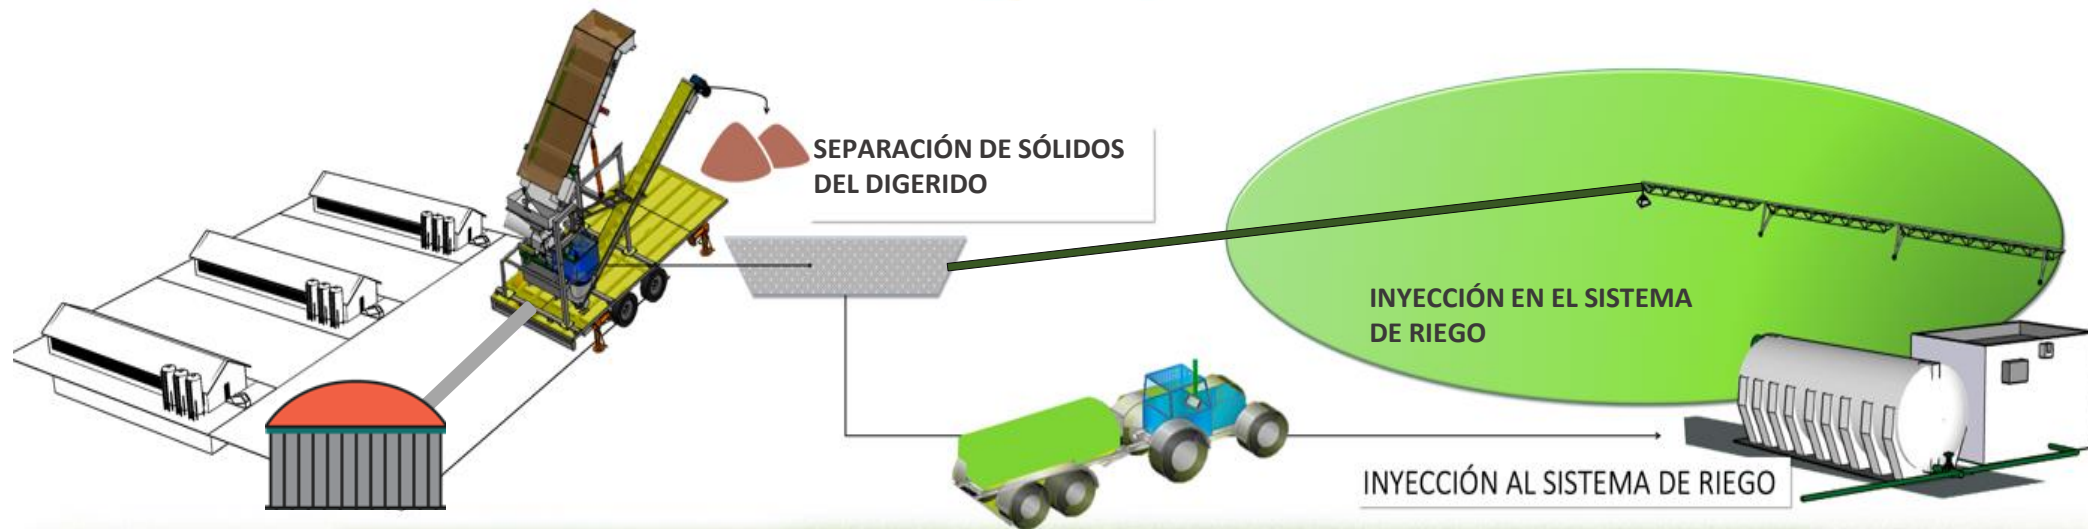 SEPARACIÓN DE SÓLIDOS
DEL DIGERIDO
INYECCIÓN EN EL SISTEMA
DE RIEGO
INYECCIÓN AL SISTEMA DE RIEGO